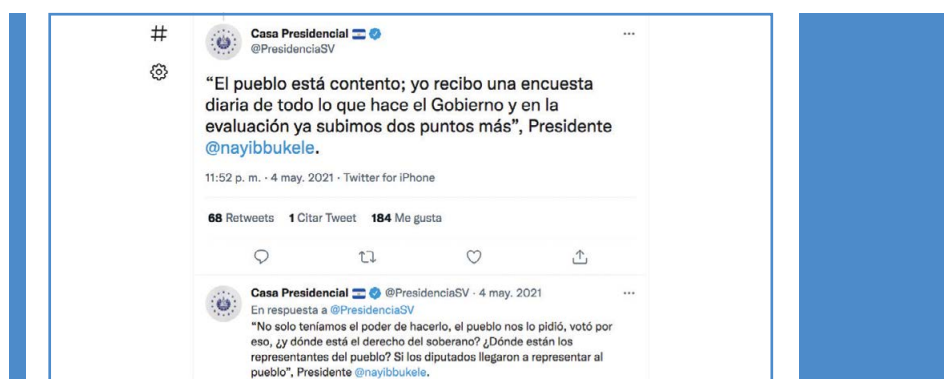 Casa Presidencial
@PresidenciaSV
“El pueblo está contento; yo recibo una encuesta
diaria de todo lo que hace el Gobierno y en la
evaluación ya subimos dos puntos más”, Presidente
@nayibbukele.
11:52 p. m. · 4 may. 2021 · Twitter for iPhone
68 Retweets 1 Citar Tweet 184 Me gusta
Casa Presidencial @PresidenciaSV · 4 may. 2021
En respuesta a @PresidenciaSV
“No solo teníamos el poder de hacerlo, el pueblo nos lo pidió, votó por
eso, ¿y dónde está el derecho del soberano? ¿Dónde están los
representantes del pueblo? Si los diputados llegaron a representar al
pueblo”, Presidente @nayibbukele.